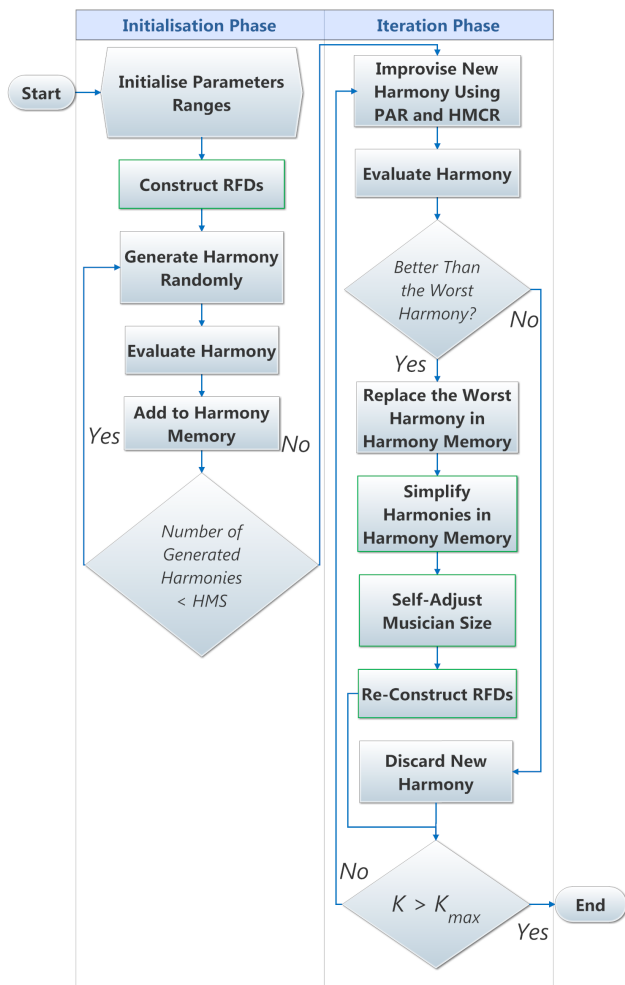 Initialisation Phase
Iteration Phase
Start
Initialise Parameters
Ranges
Construct RFDs
Generate Harmony
Randomly
Evaluate Harmony
Add to Harmony
Memory
Yes
No
Number of
Generated
Harmonies
< HMS
Improvise New
Harmony Using
PAR and HMCR
Evaluate Harmony
Better Than
the Worst
Harmony?
No
Yes
Replace the Worst
Harmony in
Harmony Memory
Simplify
Harmonies in
Harmony Memory
Self-Adjust
Musician Size
Re-Construct RFDs
Discard New
Harmony
No
K > Kmax
Yes
End